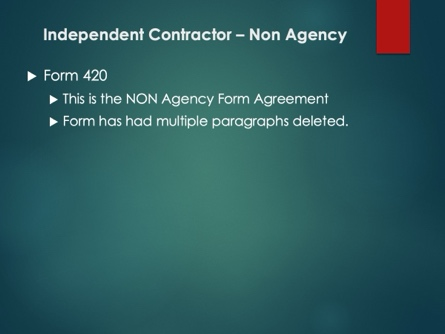 Independent Contractor – Non Agency
Form 420
This is the NON Agency Form Agreement
Form has had multiple paragraphs deleted.